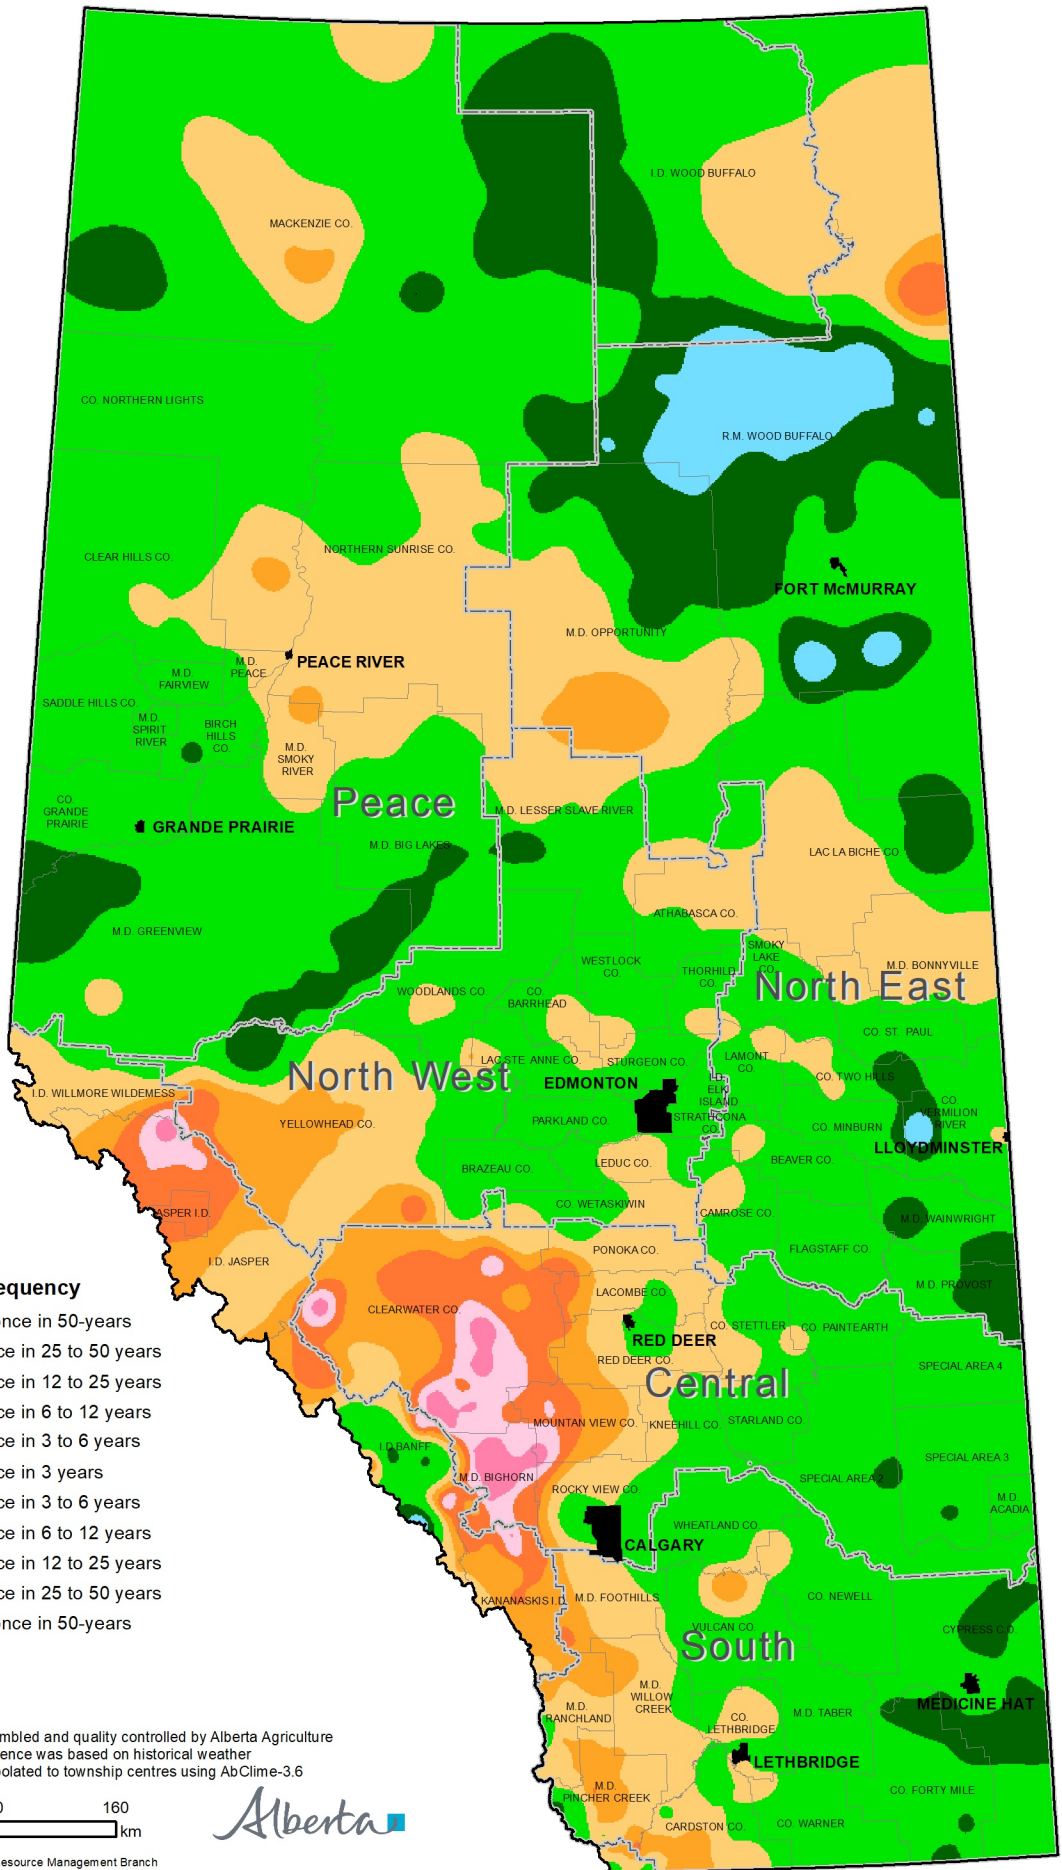 I.D. WOOD BUFFALO
MACKENZIE CO.
CO. NORTHERN LIGHTS
R.M. WOOD BUFFALO
CLEAR HILLS CO.
NORTHERN SUNRISE CO.
FORT McMURRAY
M.D. OPPORTUNITY
PEACE RIVER
M.D.
PEACE
M.D.
FAIRVIEW
SADDLE HILLS CO.
M.D.
SPIRIT
RIVER
BIRCH
HILLS
CO.
M.D.
SMOKY
RIVER
Peace
CO.
GRANDE
PRAIRIE
GRANDE PRAIRIE
M.D. LESSER SLAVE RIVER
M.D. BIG LAKES
LAC LA BICHE CO.
ATHABASCA CO.
M.D. GREENVIEW
SMOKY
LAKE
CO.
WESTLOCK
CO.
THORHILD
CO.
M.D. BONNYVILLE
North East
WOODLANDS CO.
CO.
BARRHEAD
CO. ST. PAUL
North West
LAC STE ANNE CO.
STURGEON CO.
LAMONT
CO.
CO. TWO HILLS
EDMONTON
I.D.
ELK
ISLAND
I.D. WILLMORE WILDEMESS
YELLOWHEAD CO.
PARKLAND CO.
STRATHCONA
CO.
CO.
VERMILION
RIVER
CO. MINBURN
LLOYDMINSTER
BRAZEAU CO.
LEDUC CO.
BEAVER CO.
CO. WETASKIWIN
CAMROSE CO.
M.D. WAINWRIGHT
JASPER I.D.
I.D. JASPER
PONOKA CO.
FLAGSTAFF CO.
M.D. PROVOST
equency
once in 50-years
ce in 25 to 50 years
ce in 12 to 25 years
ce in 6 to 12 years
ce in 3 to 6 years
ce in 3 years
ce in 3 to 6 years
ce in 6 to 12 years
ce in 12 to 25 years
ce in 25 to 50 years
once in 50-years
CLEARWATER CO.
LACOMBE CO.
RED DEER
CO. STETTLER
CO. PAINTEARTH
RED DEER CO.
SPECIAL AREA 4
Central
MOUNTAN VIEW CO.
KNEEHILL CO.
STARLAND CO.
I.D BANFF
M.D. BIGHORN
SPECIAL AREA 3
SPECIAL AREA 2
ROCKY VIEW CO.
M.D.
ACADIA
WHEATLAND CO.
CALGARY
KANANASKIS I.D.
M.D. FOOTHILLS
CO. NEWELL
VULCAN CO.
CYPRESS C.O.
South
M.D.
WILLOW
CREEK
M.D.
RANCHLAND
CO.
LETHBRIDGE
M.D. TABER
MEDICINE HAT
LETHBRIDGE
M.D.
PINCHER CREEK
CO. FORTY MILE
CARDSTON CO.
CO. WARNER
mbled and quality controlled by Alberta Agriculture
ence was based on historical weather
polated to township centres using AbClime-3.6
0 160
km
Alberta
esource Management Branch